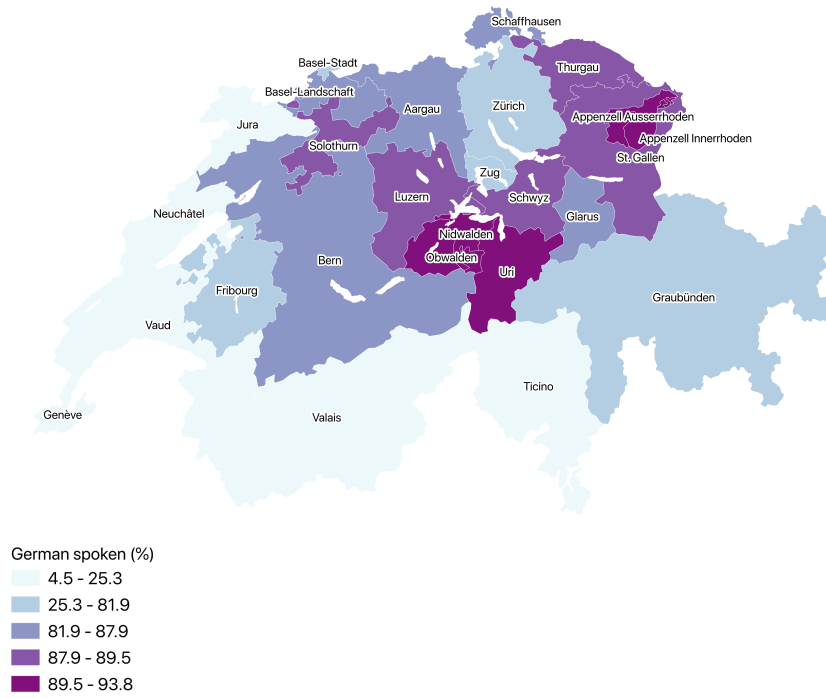 Schaffhausen
Basel-Stadt
Thurgau
Basel-Landschaft
Aargau
Zürich
Jura
Appenzell Ausserrhoden
Appenzell Innerrhoden
Solothurn
St. Gallen
Zug
Luzern
Schwyz
Neuchâtel
Glarus
Nidwalden
Obwalden
Bern
Uri
Fribourg
Graubünden
Vaud
Ticino
Genève
Valais
German spoken (%)
4.5 - 25.3
25.3 - 81.9
81.9 - 87.9
87.9 - 89.5
89.5 - 93.8